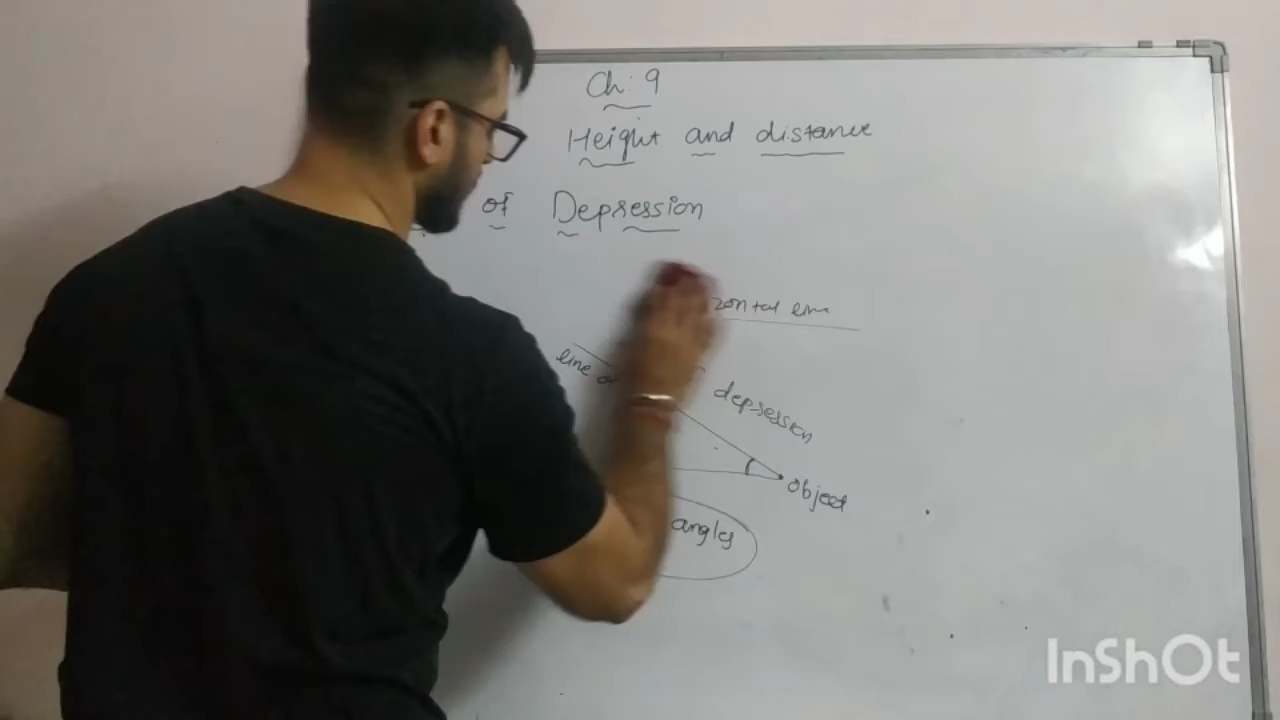 Ch: 9
Height and distance
of Depression
zontal line
line o
depression
object
angles
InShOt